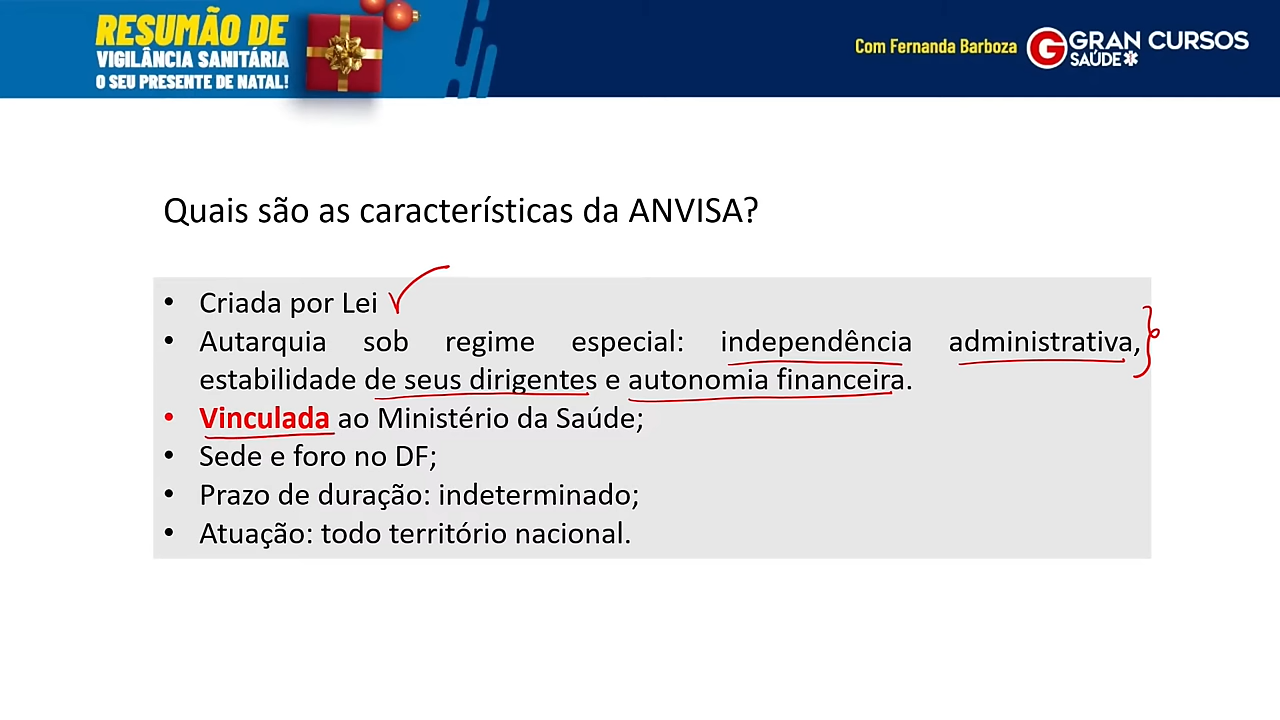 RESUMÃO DE
VIGILÂNCIA SANITÁRIA
O SEU PRESENTE DE NATAL!
Com Fernanda Barboza
GRAN CURSOS
SAÚDE
Quais são as características da ANVISA?
• Criada por Lei
• Autarquia sob regime especial: independência administrativa,
estabilidade de seus dirigentes e autonomia financeira.
• Vinculada ao Ministério da Saúde;
• Sede e foro no DF;
• Prazo de duração: indeterminado;
• Atuação: todo território nacional.